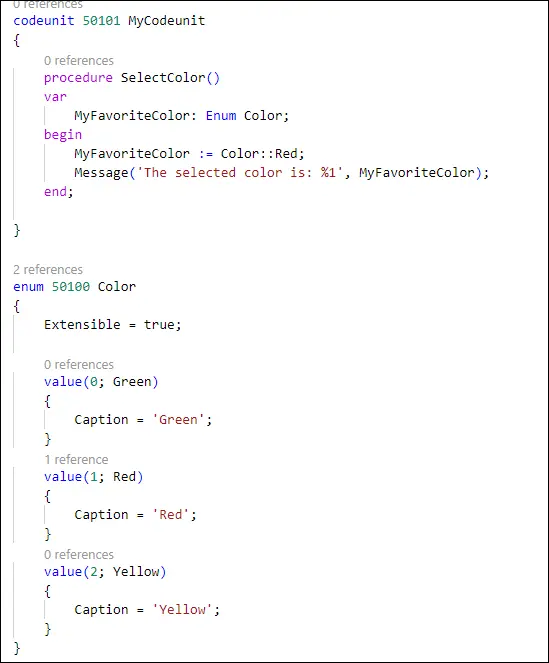 0 references
codeunit 50101 MyCodeunit
{
0 references
procedure SelectColor()
var
MyFavoriteColor: Enum Color;
begin
MyFavoriteColor := Color::Red;
Message('The selected color is: %1', MyFavoriteColor);
end;
}
2 references
enum 50100 Color
{
Extensible = true;
0 references
value(0; Green)
{
Caption = 'Green';
}
1 reference
value(1; Red)
{
Caption = 'Red';
}
0 references
value(2; Yellow)
{
Caption = 'Yellow';
}
}